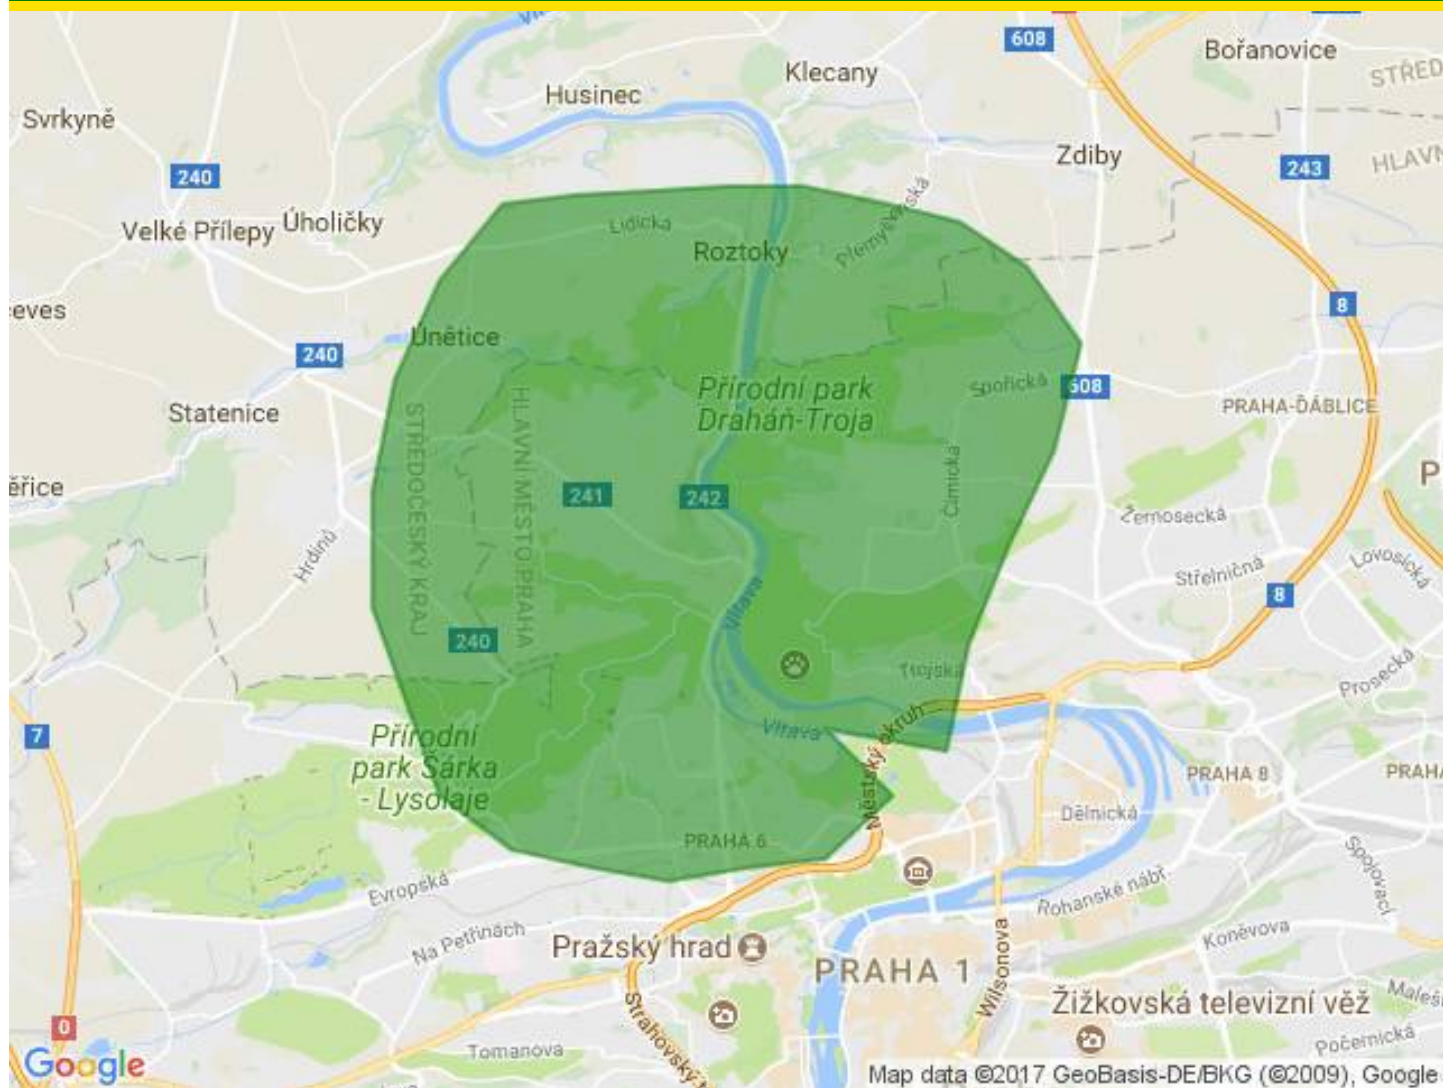 608
Bořanovice
Klecany
STŘED
Husinec
Svrkyně
Zdiby
243
HLAVN
240
Úholičky
Velké Přílepy
Lidická
Roztoky
Přemyšlenská
eves
8
Únětice
240
Přírodní park
Draháň-Troja
Spořická
608
PRAHA-ĎÁBLICE
Statenice
STŘEDOČESKÝ KRAJ
HLAVNÍ MĚSTO PRAHA
241
242
Čimická
P
ěřice
Žernosecká
Hrdinů
Střelničná
Lovosická
8
Vltava
240
Trojská
Prosecká
7
Vltava
Městský okruh
Přírodní
park Šárka
- Lysolaje
PRAHA 8
PRAHA
Dělnická
PRAHA 6
Evropská
Spojovací
Rohanské nábř.
Na Petřinách
Koněvova
Pražský hrad
PRAHA 1
Wilsonova
Žižkovská televizní věž
Maleši
0
Strahovský
Počernická
Tomanova
Google
Map data ©2017 GeoBasis-DE/BKG (©2009), Google